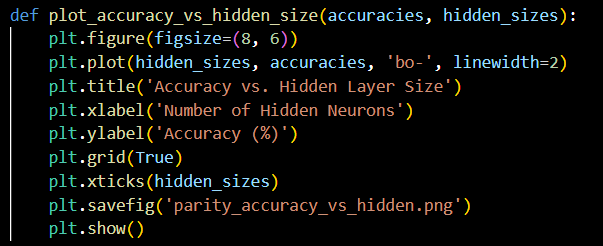 def plot_accuracy_vs_hidden_size(accuracies, hidden_sizes):
    plt.figure(figsize=(8, 6))
    plt.plot(hidden_sizes, accuracies, 'bo-', linewidth=2)
    plt.title('Accuracy vs. Hidden Layer Size')
    plt.xlabel('Number of Hidden Neurons')
    plt.ylabel('Accuracy (%)')
    plt.grid(True)
    plt.xticks(hidden_sizes)
    plt.savefig('parity_accuracy_vs_hidden.png')
    plt.show()